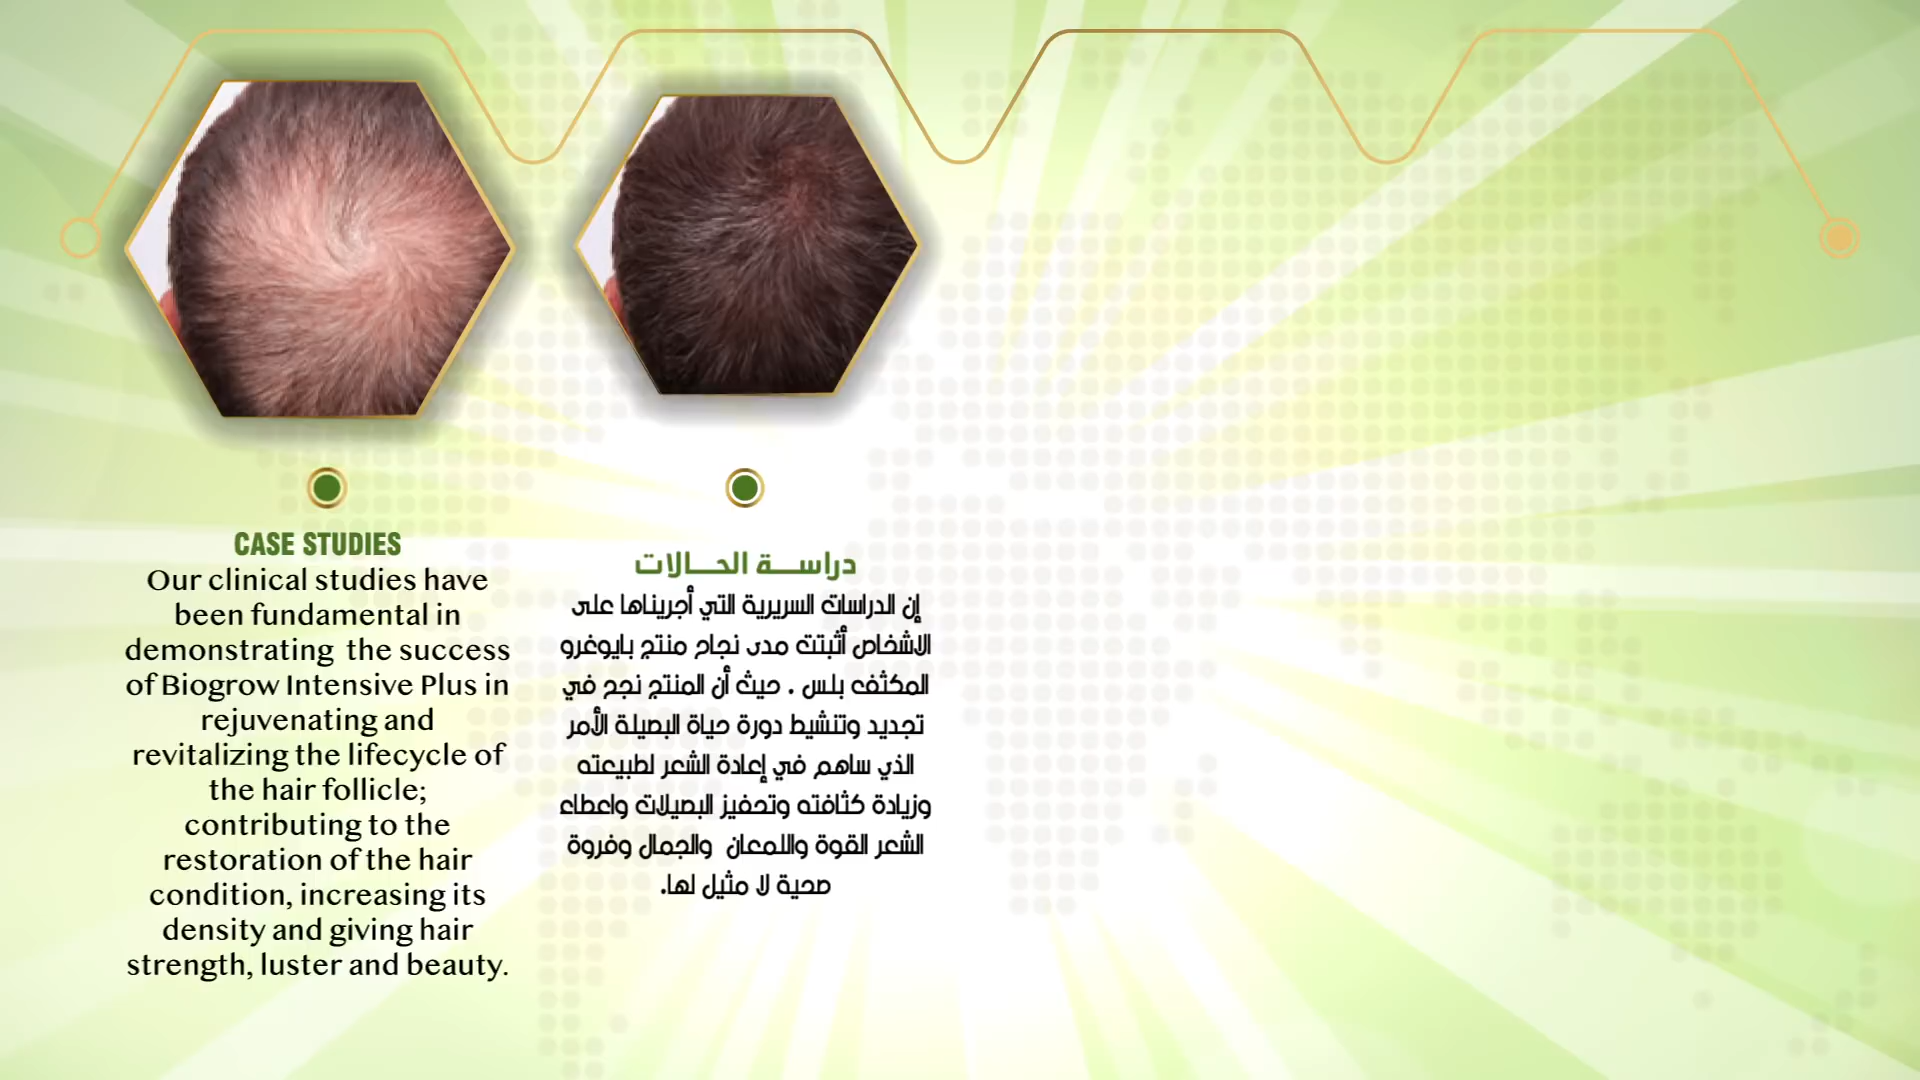 CASE STUDIES
Our clinical studies have
been fundamental in
demonstrating the success
of Biogrow Intensive Plus in
rejuvenating and
revitalizing the lifecycle of
the hair follicle;
contributing to the
restoration of the hair
condition, increasing its
density and giving hair
strength, luster and beauty.
دراســـة الحـــالات
إن الدراسات السريرية التي أجريناها على
الاشخاص أثبتت مدى نجاح منتج بايوغرو
المكثف بلس . حيث أن المنتج نجح في
تجديد وتنشيط دورة حياة البصيلة الأمر
الذي ساهم في إعادة الشعر لطبيعته
وزيادة كثافته وتحفيز البصيلات واعطاء
الشعر القوة واللمعان والجمال وفروة
صحية لا مثيل لها.